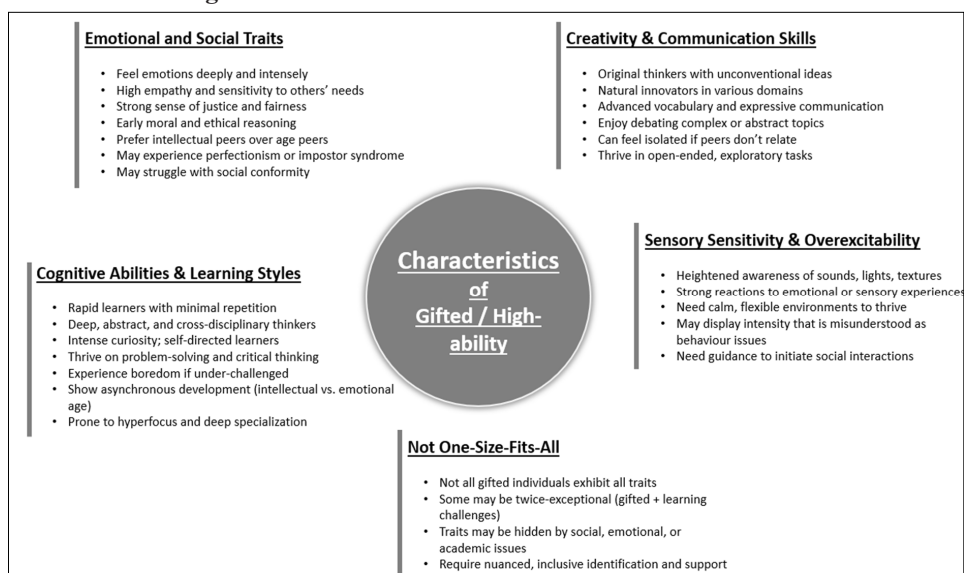 Emotional and Social Traits
• Feel emotions deeply and intensely
• High empathy and sensitivity to others’ needs
• Strong sense of justice and fairness
• Early moral and ethical reasoning
• Prefer intellectual peers over age peers
• May experience perfectionism or impostor syndrome
• May struggle with social conformity
Creativity & Communication Skills
• Original thinkers with unconventional ideas
• Natural innovators in various domains
• Advanced vocabulary and expressive communication
• Enjoy debating complex or abstract topics
• Can feel isolated if peers don’t relate
• Thrive in open-ended, exploratory tasks
Characteristics
of
Gifted / High-
ability
Sensory Sensitivity & Overexcitability
• Heightened awareness of sounds, lights, textures
• Strong reactions to emotional or sensory experiences
• Need calm, flexible environments to thrive
• May display intensity that is misunderstood as
behaviour issues
• Need guidance to initiate social interactions
Cognitive Abilities & Learning Styles
• Rapid learners with minimal repetition
• Deep, abstract, and cross-disciplinary thinkers
• Intense curiosity; self-directed learners
• Thrive on problem-solving and critical thinking
• Experience boredom if under-challenged
• Show asynchronous development (intellectual vs. emotional
age)
• Prone to hyperfocus and deep specialization
Not One-Size-Fits-All
• Not all gifted individuals exhibit all traits
• Some may be twice-exceptional (gifted + learning
challenges)
• Traits may be hidden by social, emotional, or
academic issues
• Require nuanced, inclusive identification and support